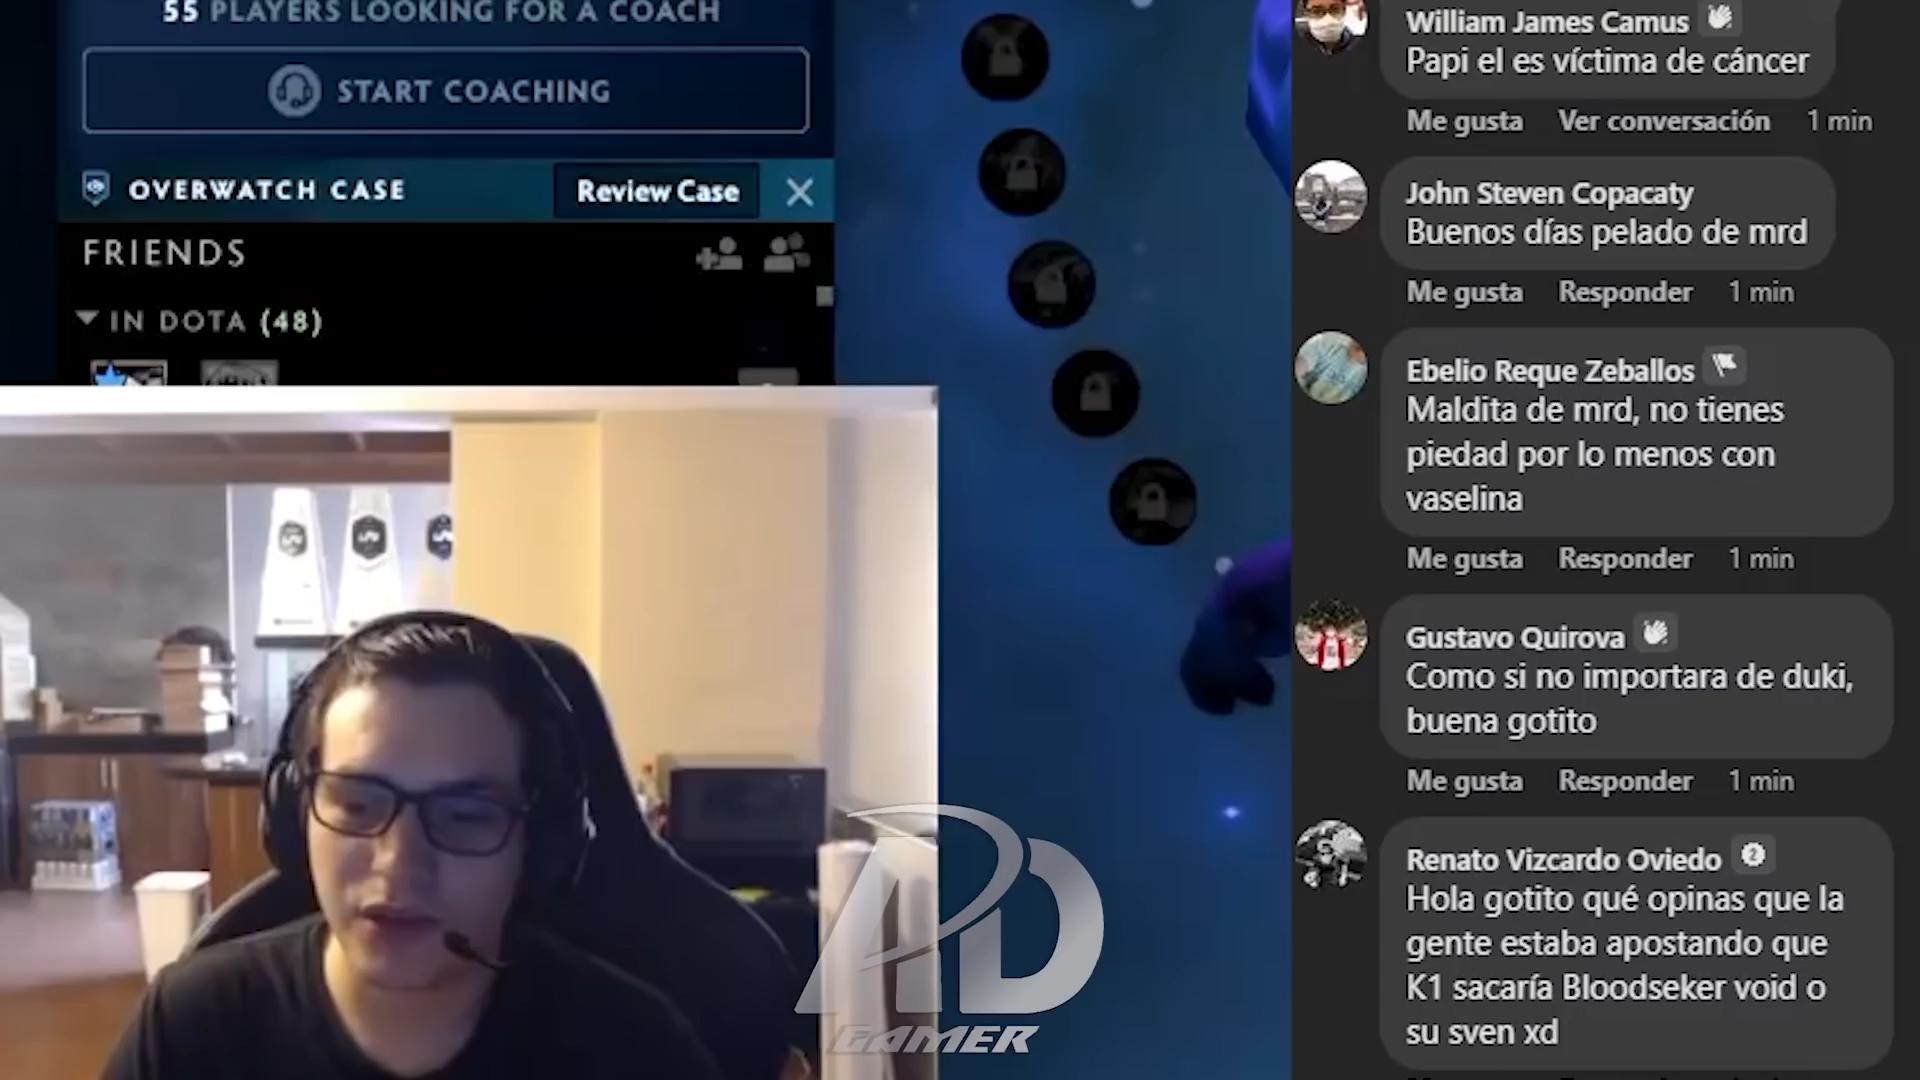 55 PLAYERS LOOKING FOR A COACH
START COACHING
OVERWATCH CASE
Review Case
FRIENDS
IN DOTA (48)
AD
GAMER
William James Camus
Papi el es víctima de cáncer
Me gusta Ver conversación 1 min
John Steven Copacaty
Buenos días pelado de mrd
Me gusta Responder 1 min
Ebelio Reque Zeballos
Maldita de mrd, no tienes
piedad por lo menos con
vaselina
Me gusta Responder 1 min
Gustavo Quirova
Como si no importara de duki,
buena gotito
Me gusta Responder 1 min
Renato Vizcardo Oviedo 2
Hola gotito qué opinas que la
gente estaba apostando que
K1 sacaría Bloodseker void o
su sven xd